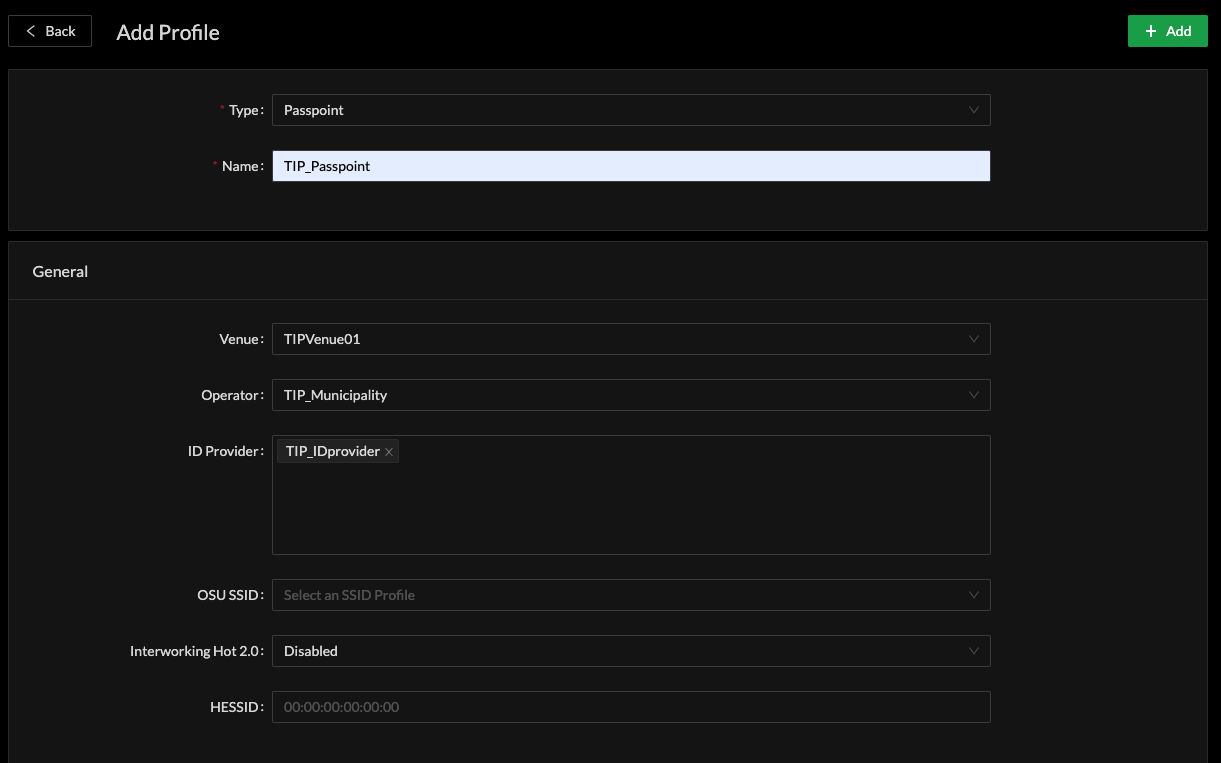 Back
Add Profile
+ Add
* Type: Passpoint
* Name: TIP_Passpoint
General
Venue: TIPVenue01
Operator: TIP_Municipality
ID Provider: TIP_IDprovider ×
OSU SSID: Select an SSID Profile
Interworking Hot 2.0: Disabled
HESSID: 00:00:00:00:00:00